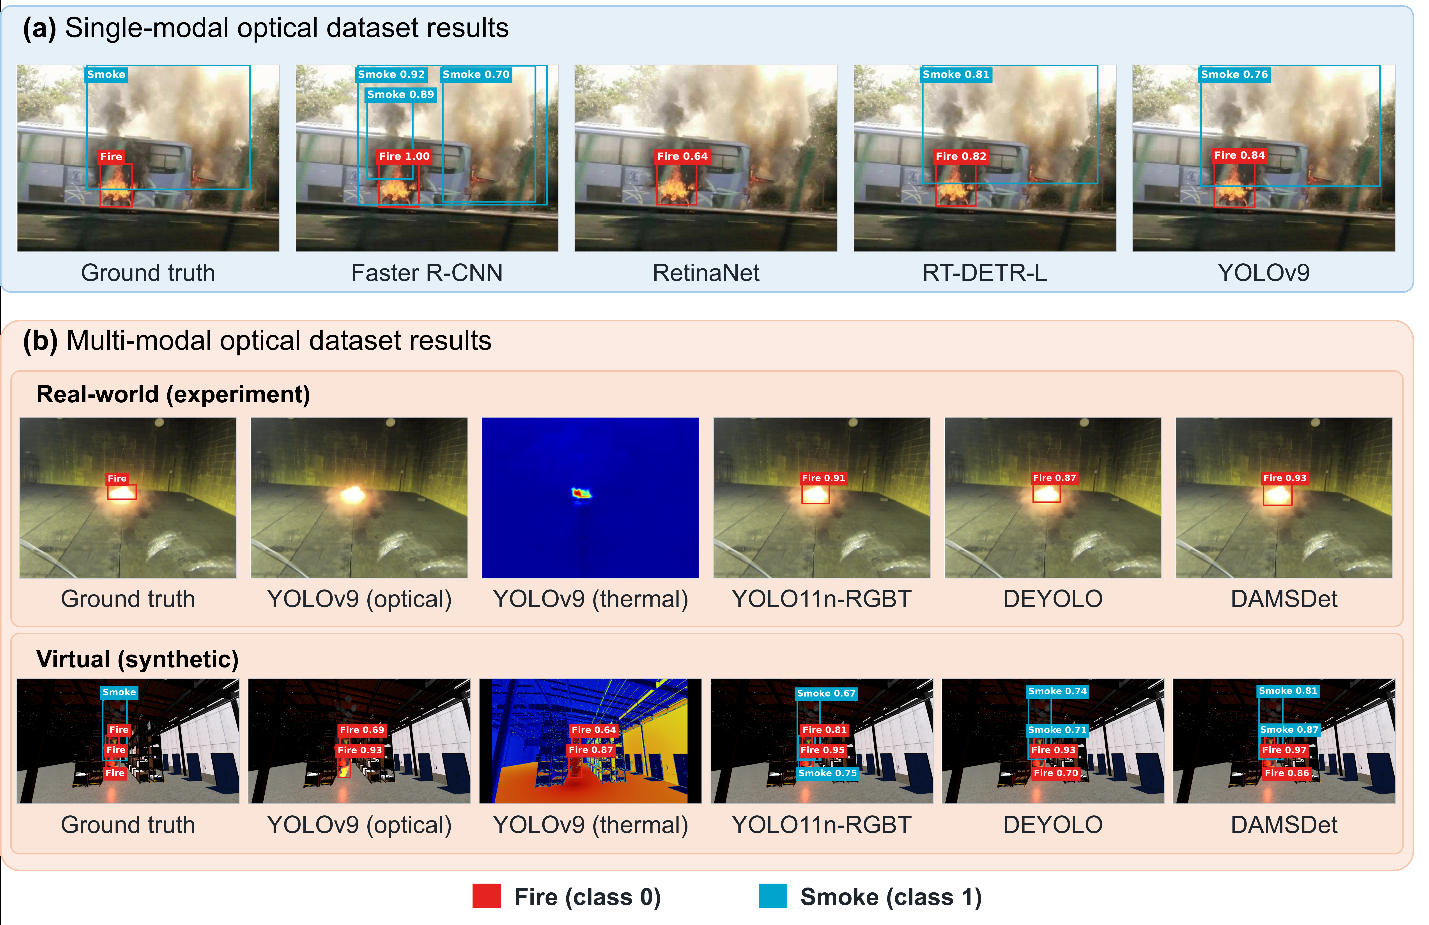 (a) Single-modal optical dataset results
Smoke
Fire
Smoke 0.92
Smoke 0.70
Smoke 0.89
Fire 1.00
Fire 0.64
Smoke 0.81
Fire 0.82
Smoke 0.76
Fire 0.84
Ground truth
Faster R-CNN
RetinaNet
RT-DETR-L
YOLOv9
(b) Multi-modal optical dataset results
Real-world (experiment)
Fire
Fire 0.91
Fire 0.87
Fire 0.93
Ground truth
YOLOv9 (optical)
YOLOv9 (thermal)
YOLO11n-RGBT
DEYOLO
DAMSDet
Virtual (synthetic)
Smoke
Fire
Fire
Fire
Fire 0.69
Fire 0.93
Fire 0.64
Fire 0.87
Smoke 0.67
Fire 0.81
Fire 0.95
Smoke 0.75
Smoke 0.74
Smoke 0.71
Fire 0.93
Fire 0.70
Smoke 0.81
Smoke 0.87
Fire 0.97
Fire 0.86
Ground truth
YOLOv9 (optical)
YOLOv9 (thermal)
YOLO11n-RGBT
DEYOLO
DAMSDet
Fire (class 0)
Smoke (class 1)